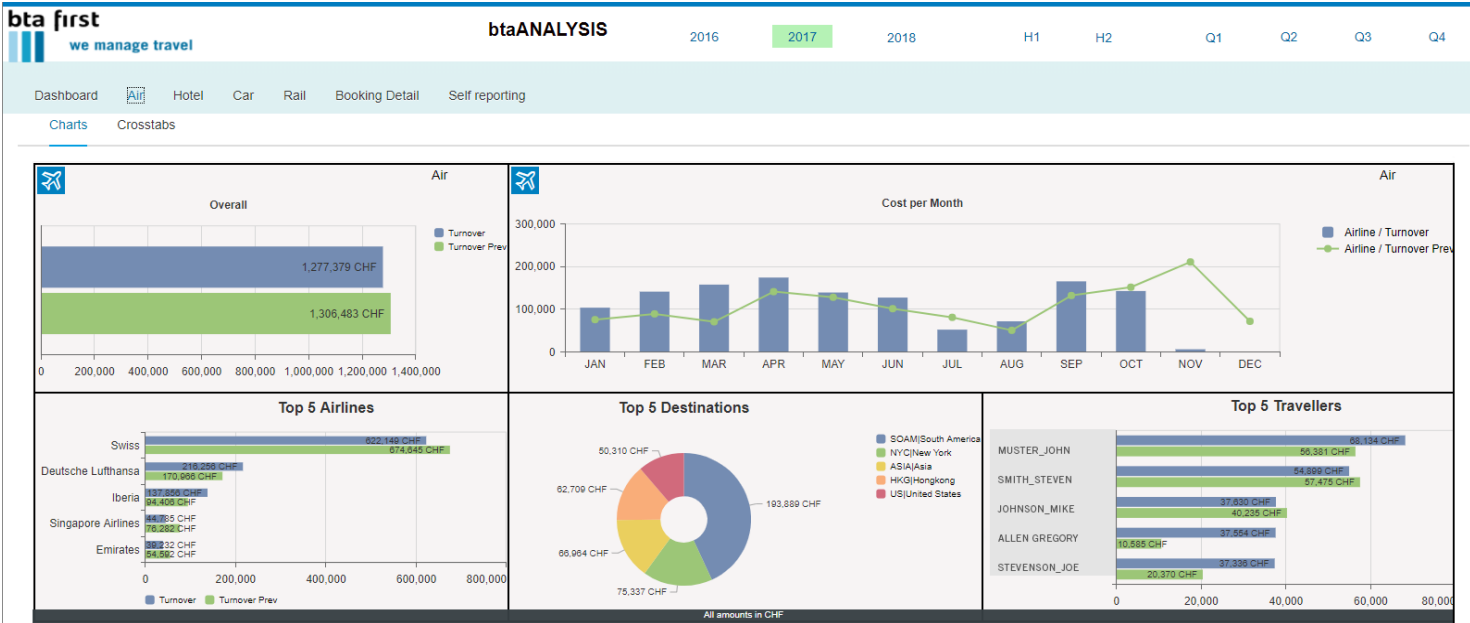 bta first
we manage travel
btaANALYSIS
2016 2017 2018 H1 H2 Q1 Q2 Q3 Q4
Dashboard Air Hotel Car Rail Booking Detail Self reporting
Charts Crosstabs
Air
Overall
Turnover
Turnover Prev
1,277,379 CHF
1,306,483 CHF
0 200,000 400,000 600,000 800,000 1,000,000 1,200,000 1,400,000
Air
Cost per Month
300,000
200,000
100,000
0
JAN FEB MAR APR MAY JUN JUL AUG SEP OCT NOV DEC
Airline / Turnover
Airline / Turnover Prev
Top 5 Airlines
Swiss 622,149 CHF
674,645 CHF
Deutsche Lufthansa 216,256 CHF
170,966 CHF
Iberia 137,856 CHF
94,406 CHF
Singapore Airlines 44,785 CHF
76,282 CHF
Emirates 39,232 CHF
54,592 CHF
0 200,000 400,000 600,000 800,000
Turnover Turnover Prev
Top 5 Destinations
50,310 CHF
62,709 CHF
193,889 CHF
66,964 CHF
75,337 CHF
SOAM|South America
NYC|New York
ASIA|Asia
HKG|Hongkong
US|United States
Top 5 Travellers
MUSTER_JOHN 68,134 CHF
56,381 CHF
SMITH_STEVEN 54,899 CHF
57,475 CHF
JOHNSON_MIKE 37,630 CHF
40,235 CHF
ALLEN GREGORY 37,554 CHF
10,585 CHF
STEVENSON_JOE 37,336 CHF
20,370 CHF
0 20,000 40,000 60,000 80,000
All amounts in CHF